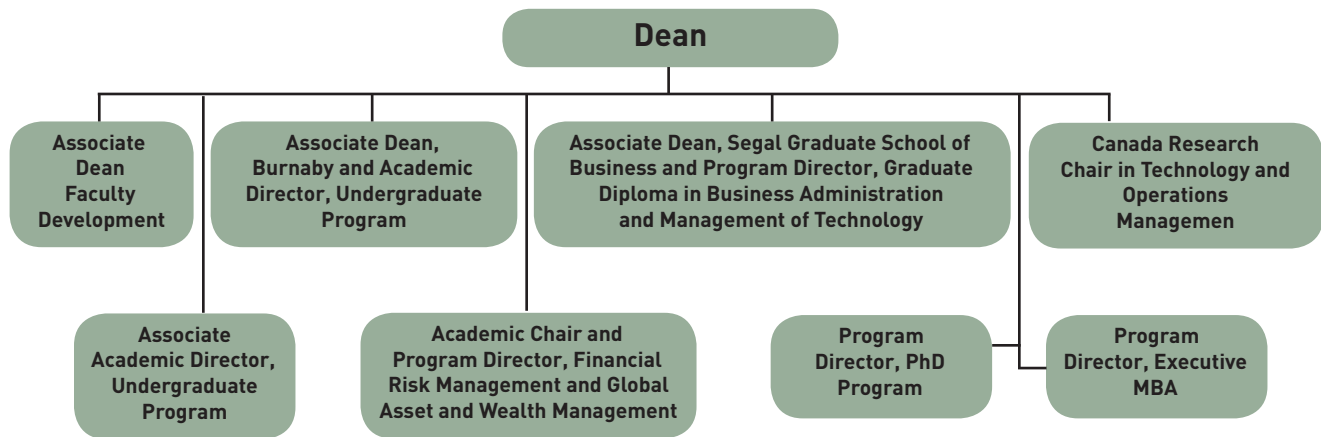 Dean
Associate
Dean
Faculty
Development
Associate Dean,
Burnaby and Academic
Director, Undergraduate
Program
Associate Dean, Segal Graduate School of
Business and Program Director, Graduate
Diploma in Business Administration
and Management of Technology
Canada Research
Chair in Technology and
Operations
Managemen
Associate
Academic Director,
Undergraduate
Program
Academic Chair and
Program Director, Financial
Risk Management and Global
Asset and Wealth Management
Program
Director, PhD
Program
Program
Director, Executive
MBA